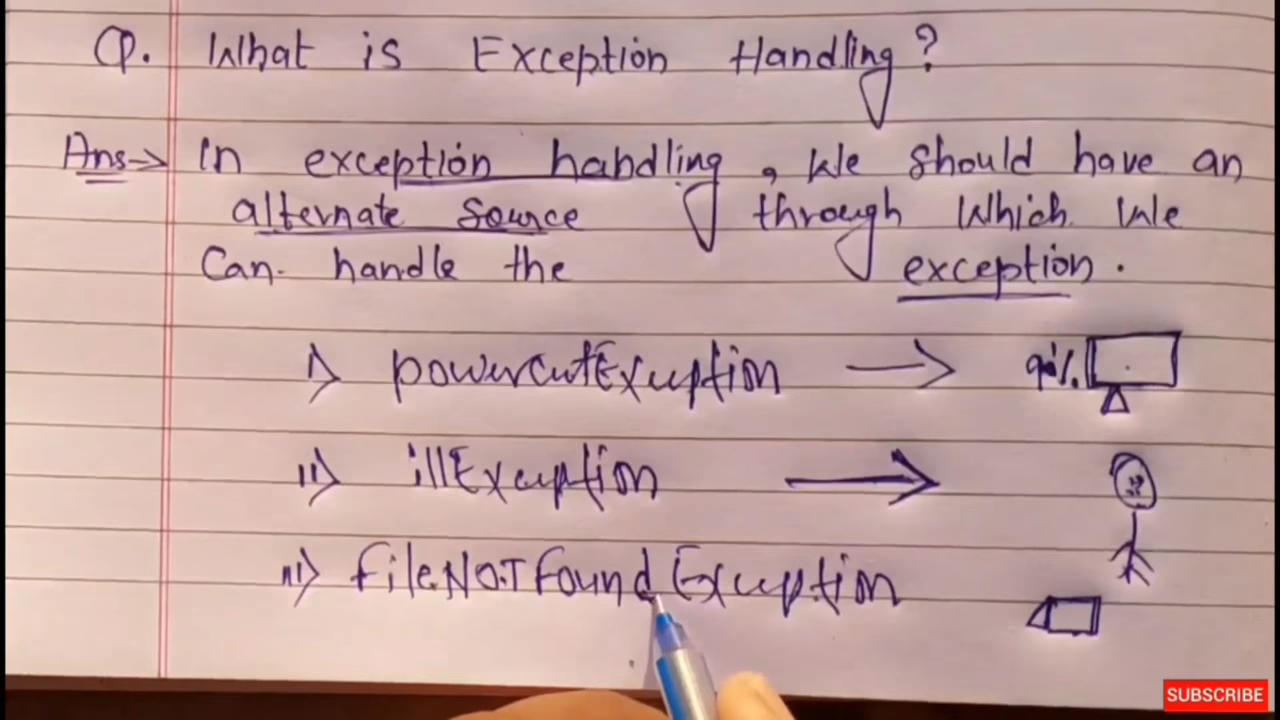 Q. What is Exception Handling?
Ans→ In exception handling, we should have an
alternate source through which we
can handle the exception.
i) powercutException → 90%
ii) illException →
iii) fileNOTFoundException
SUBSCRIBE